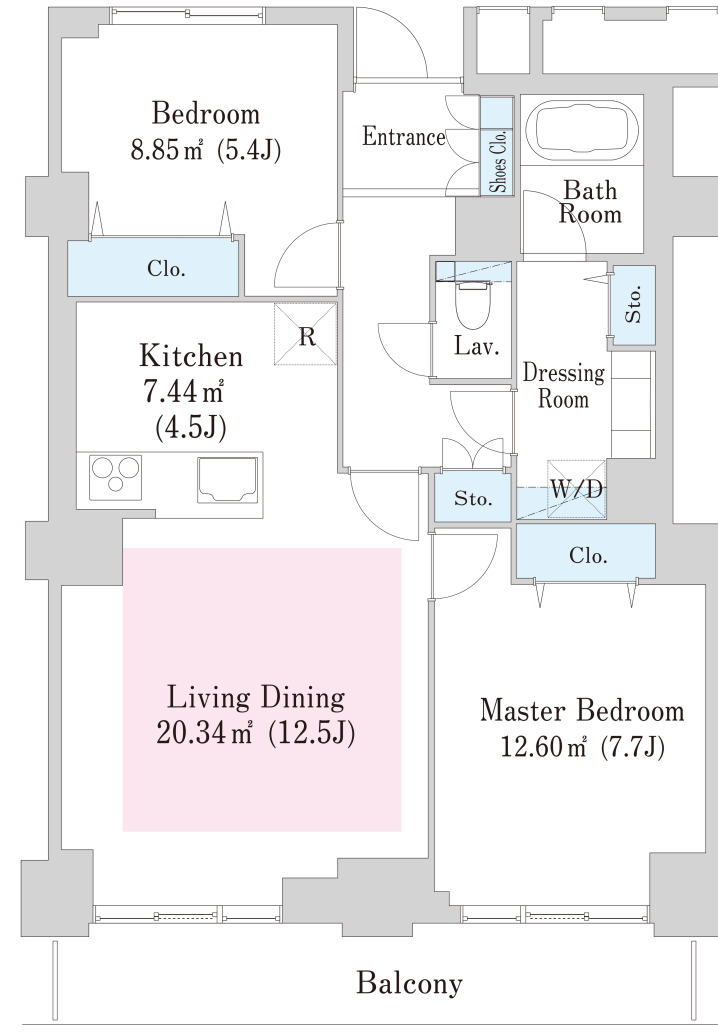 Bedroom
8.85㎡ (5.4J)
Entrance
Shoes Clo.
Bath
Room
Clo.
Sto.
R
Kitchen
7.44㎡
(4.5J)
Lav.
Dressing
Room
Sto.
W/D
Clo.
Living Dining
20.34㎡ (12.5J)
Master Bedroom
12.60㎡ (7.7J)
Balcony